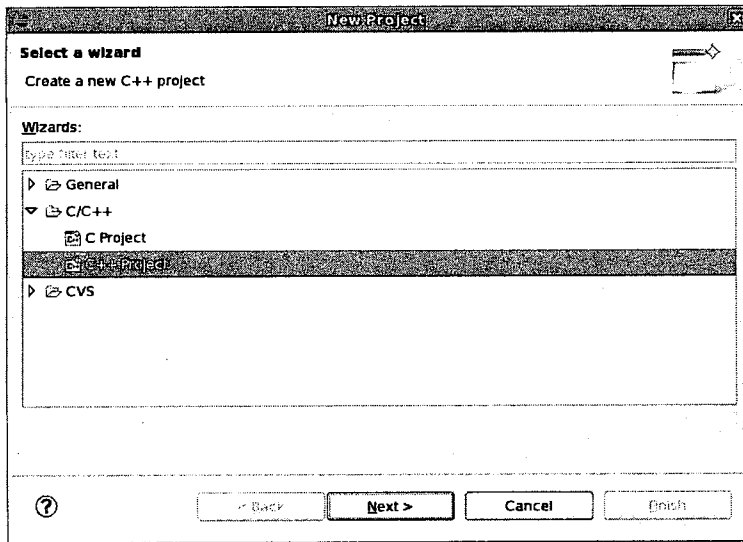 New Project
Select a wizard
Create a new C++ project
Wizards:
type filter text
General
C/C++
C Project
C++ Project
CVS
< Back
Next >
Cancel
Finish